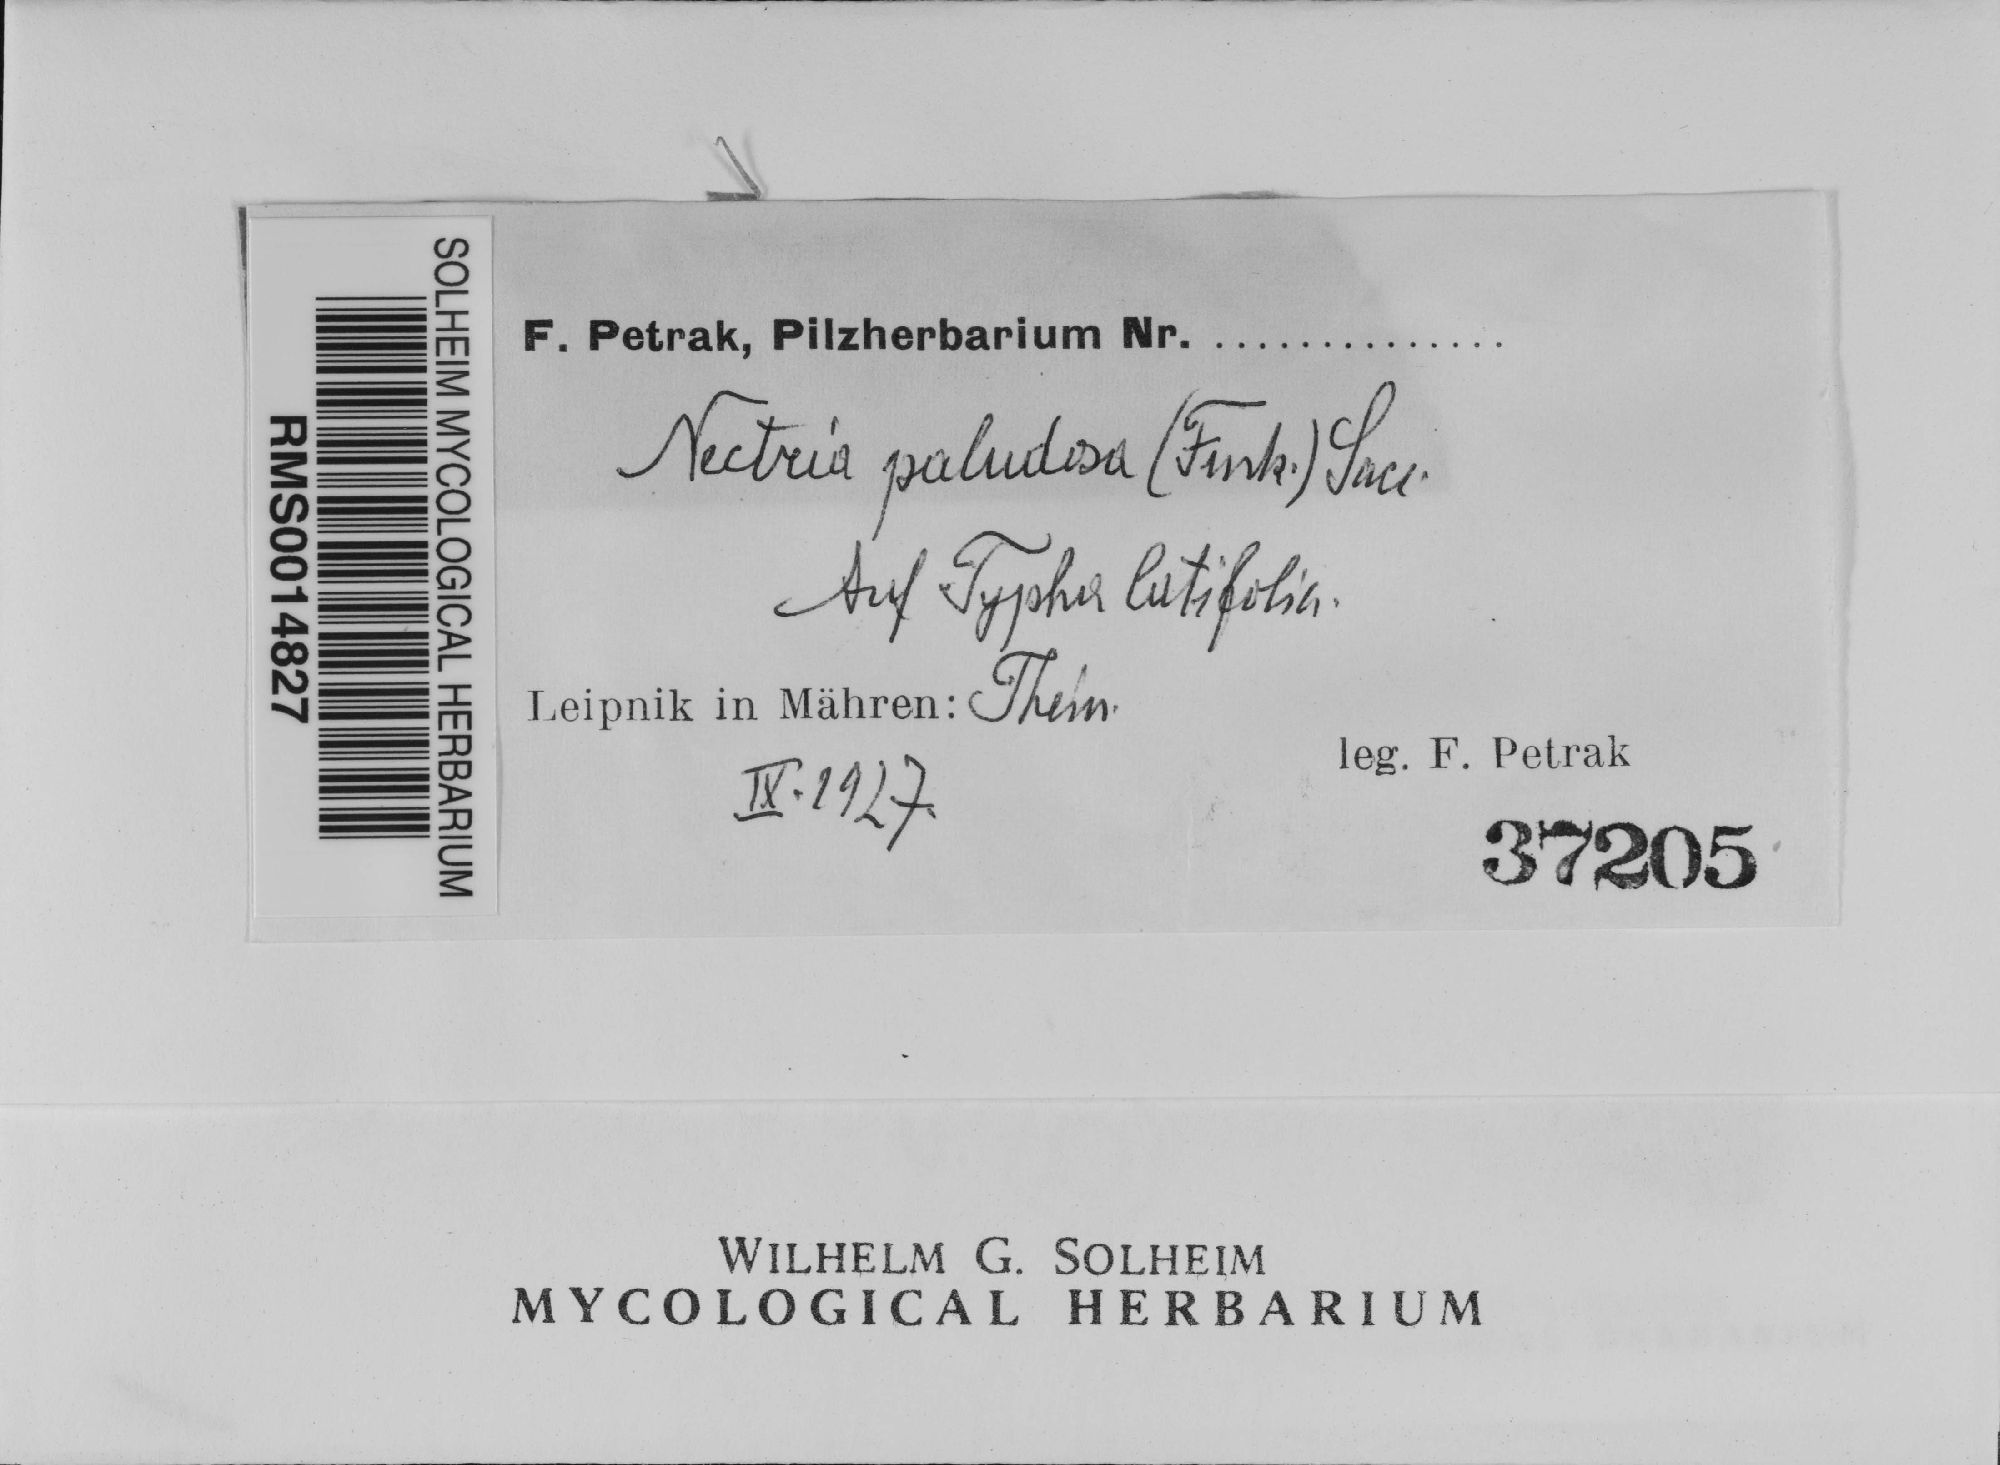 SOLHEIM MYCOLOGICAL HERBARIUM
RMS0014827
F. Petrak, Pilzherbarium Nr. ..............
Nectria paludosa (Fuck.) Sacc.
Auf Typha latifolia.
Leipnik in Mähren: Thein.
IX. 1927.
leg. F. Petrak
37205
WILHELM G. SOLHEIM
MYCOLOGICAL HERBARIUM